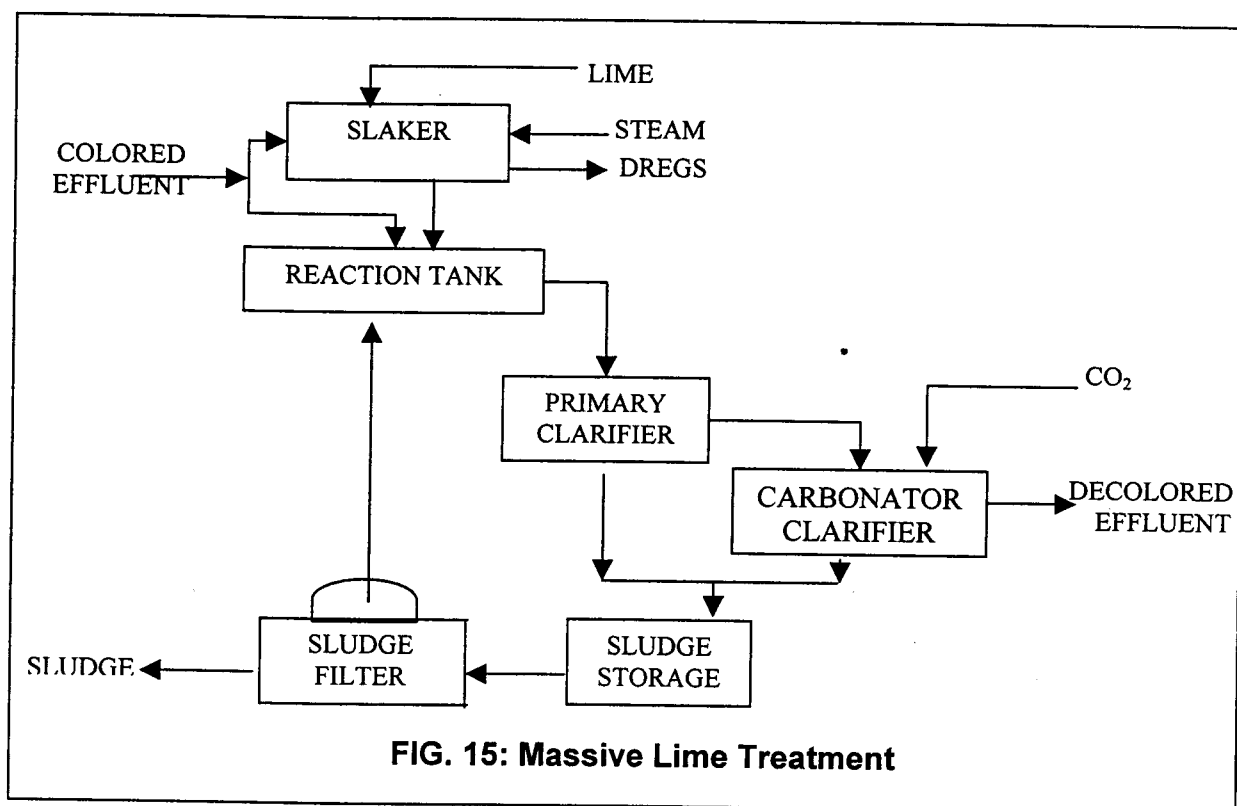 LIME
SLAKER
STEAM
DREGS
COLORED
EFFLUENT
REACTION TANK
PRIMARY
CLARIFIER
CO₂
CARBONATOR
CLARIFIER
DECOLORED
EFFLUENT
SLUDGE
SLUDGE
FILTER
SLUDGE
STORAGE
FIG. 15: Massive Lime Treatment